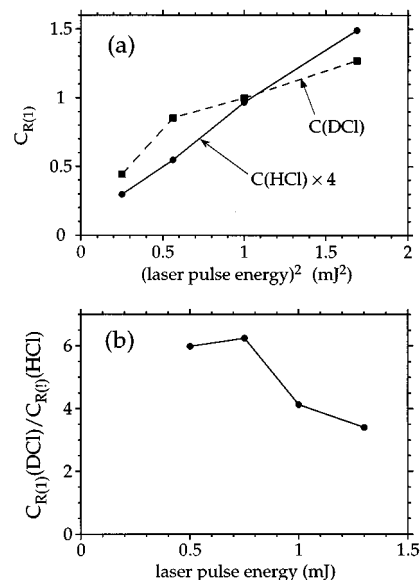 (a)
1.5
1
0.5
0
C_R(1)
C(DCl)
C(HCl) × 4
0 0.5 1 1.5 2
(laser pulse energy)² (mJ²)
(b)
6
4
2
0
C_R(1)(DCl)/C_R(!)(HCl)
0 0.5 1 1.5
laser pulse energy (mJ)